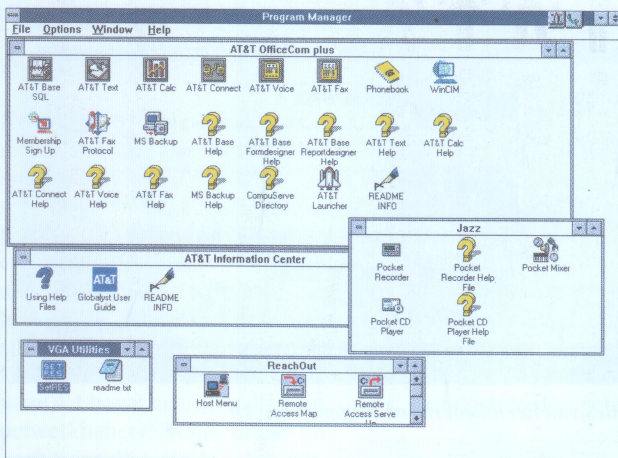 Program Manager
File Options Window Help
AT&T OfficeCom plus
AT&T Base
SQL
AT&T Text
AT&T Calc
AT&T Connect
AT&T Voice
AT&T Fax
Phonebook
WinCIM
Membership
Sign Up
AT&T Fax
Protocol
MS Backup
AT&T Base
Help
AT&T Base
Formdesigner
Help
AT&T Base
Reportdesigner
Help
AT&T Text
Help
AT&T Calc
Help
AT&T Connect
Help
AT&T Voice
Help
AT&T Fax
Help
MS Backup
Help
CompuServe
Directory
AT&T
Launcher
README
INFO
Jazz
Pocket
Recorder
Pocket
Recorder Help
File
Pocket Mixer
Pocket CD
Player
Pocket CD
Player Help
File
AT&T Information Center
Using Help
Files
AT&T
Globalyst User
Guide
README
INFO
VGA Utilities
SET
RES
SetRES
readme txt
ReachOut
Host Menu
C:
Remote
Access Map
C:
Remote
Access Serve